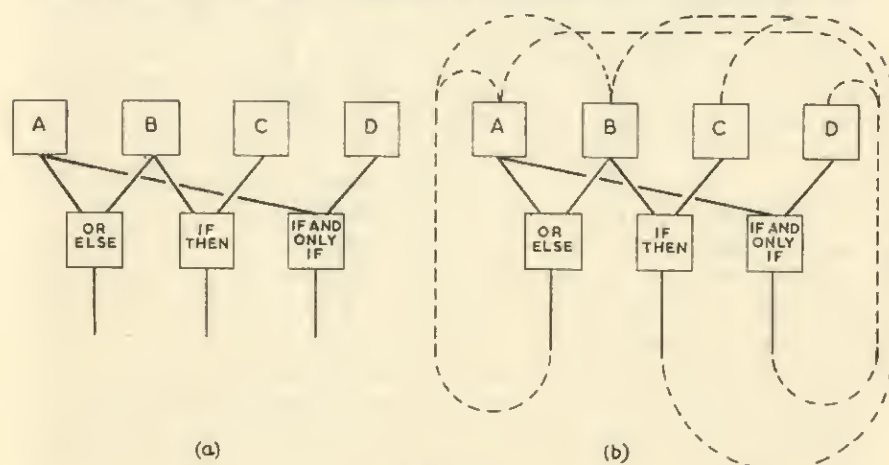 A B C D
OR ELSE
IF THEN
IF AND ONLY IF
(a)
A B C D
OR ELSE
IF THEN
IF AND ONLY IF
(b)